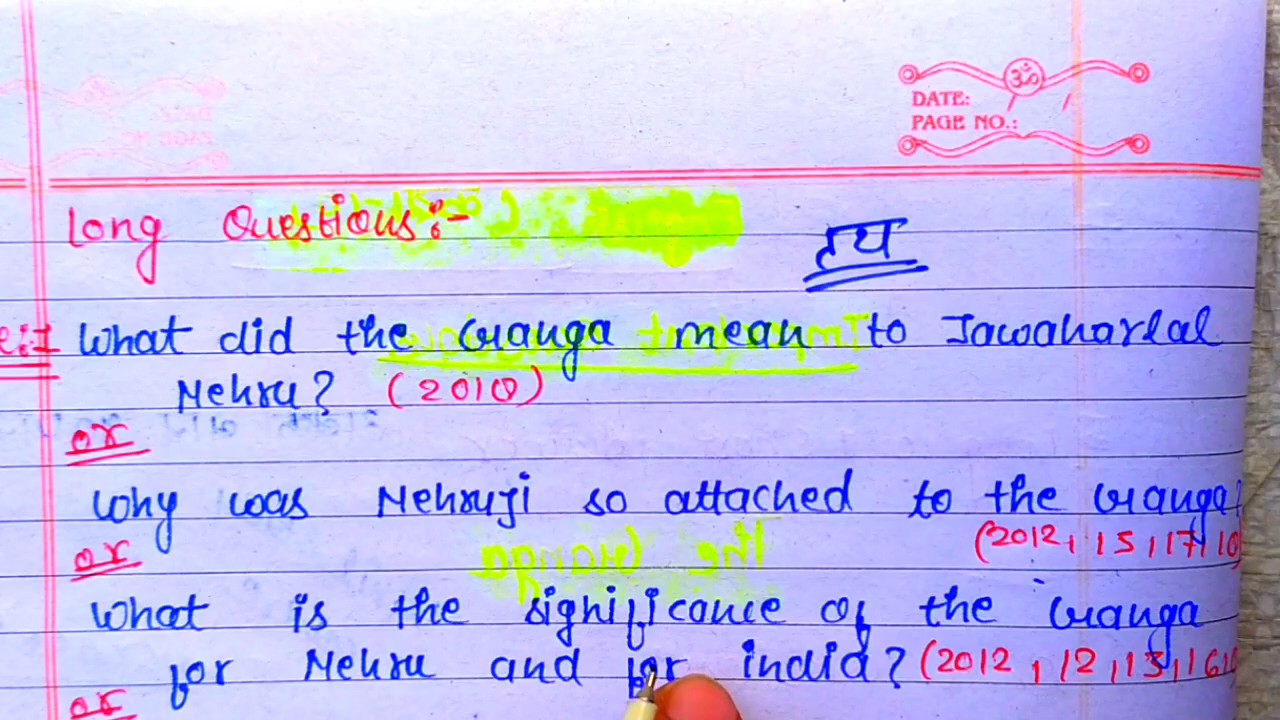 ॐ
DATE:
PAGE NO.:
Long Questions:-
What did the Ganga mean to Jawaharlal
Nehru? (2010)
or
Why was Nehruji so attached to the Ganga?
(2012, 15, 17, 10
or
What is the significance of the Ganga
for Nehru and for india? (2012, 12, 13, 16
or